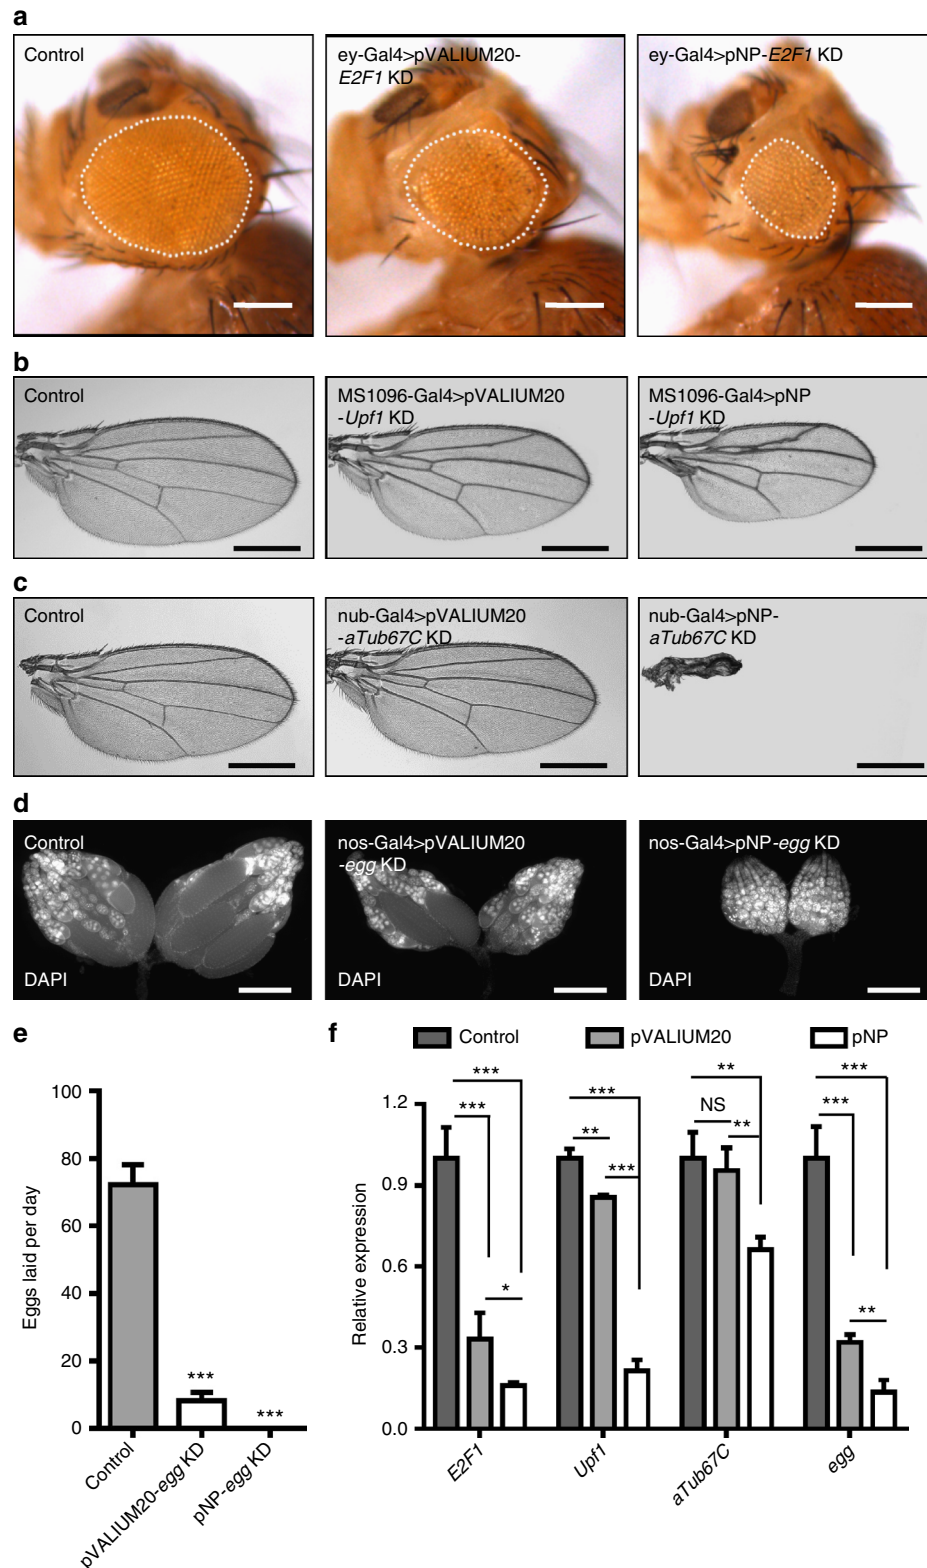 a
Control
ey-Gal4>pVALIUM20-
E2F1 KD
ey-Gal4>pNP-E2F1 KD
b
Control
MS1096-Gal4>pVALIUM20
-Upf1 KD
MS1096-Gal4>pNP
-Upf1 KD
c
Control
nub-Gal4>pVALIUM20
-aTub67C KD
nub-Gal4>pNP-
aTub67C KD
d
Control
DAPI
nos-Gal4>pVALIUM20
-egg KD
DAPI
nos-Gal4>pNP-egg KD
DAPI
e
Eggs laid per day
100
80
60
40
20
0
***
***
Control
pVALIUM20-egg KD
pNP-egg KD
f
Control
pVALIUM20
pNP
Relative expression
1.2
0.9
0.6
0.3
0.0
***
***
*
***
**
***
**
NS
**
***
***
**
E2F1
Upf1
aTub67C
egg